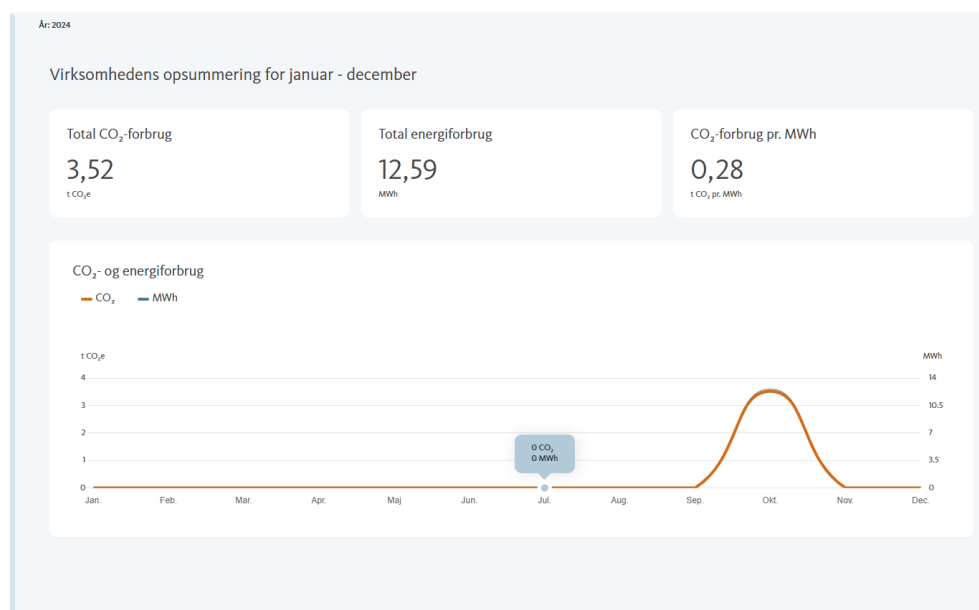 År: 2024
Virksomhedens opsummering for januar - december
Total CO₂-forbrug
3,52
t CO₂e
Total energiforbrug
12,59
MWh
CO₂-forbrug pr. MWh
0,28
t CO₂ pr. MWh
CO₂- og energiforbrug
CO₂ MWh
t CO₂e MWh
4 14
3 10.5
2 7
0 CO₂
0 MWh
1 3.5
0 0
Jan. Feb. Mar. Apr. Maj Jun. Jul. Aug. Sep. Okt. Nov. Dec.